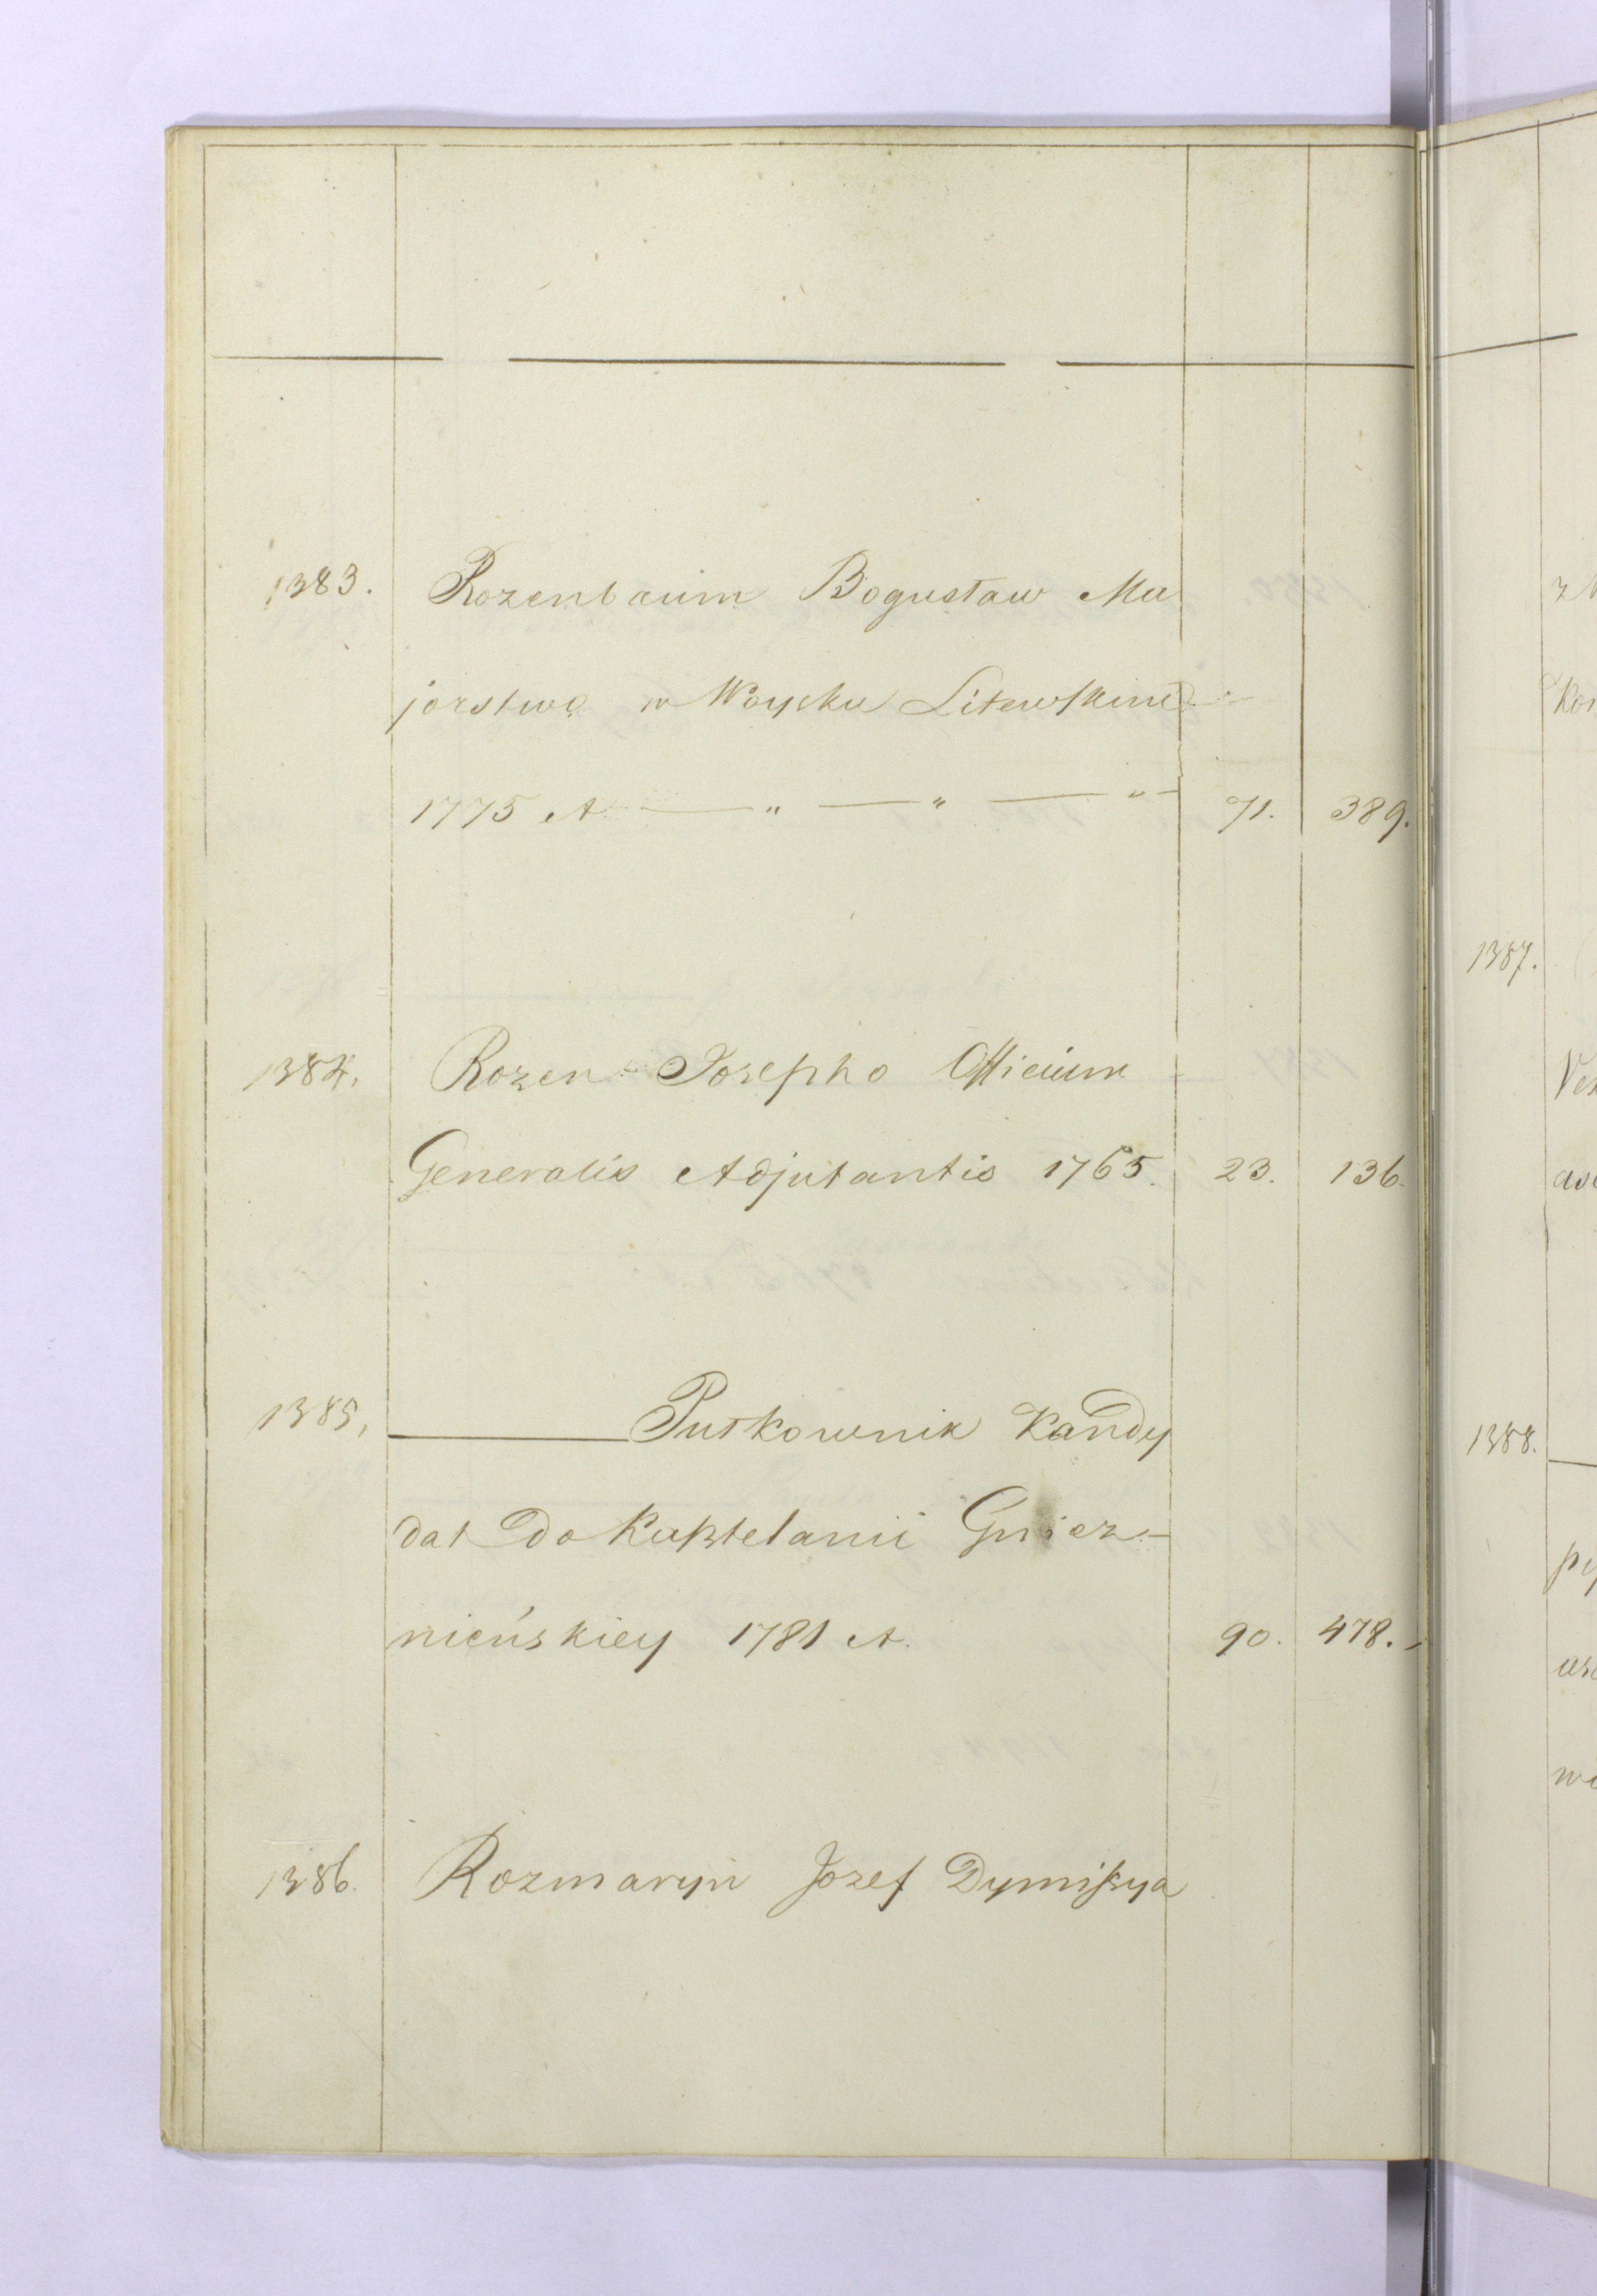 1383. Rozenbaum Bogusław Ma
jorstwo w Woysku Litewskim
1775 A — " — " — " — 71. 389.
1384. Rozen Josepho Officium
Generalis Adjutantis 1765. 23. 136.
1385. ——— Pułkownik Kandy
dat do Kasztelanii Gniez-
nieńskiey 1781 A. 90. 478.
1386. Rozmaryn Jozef Dymissya
1387.
1388.